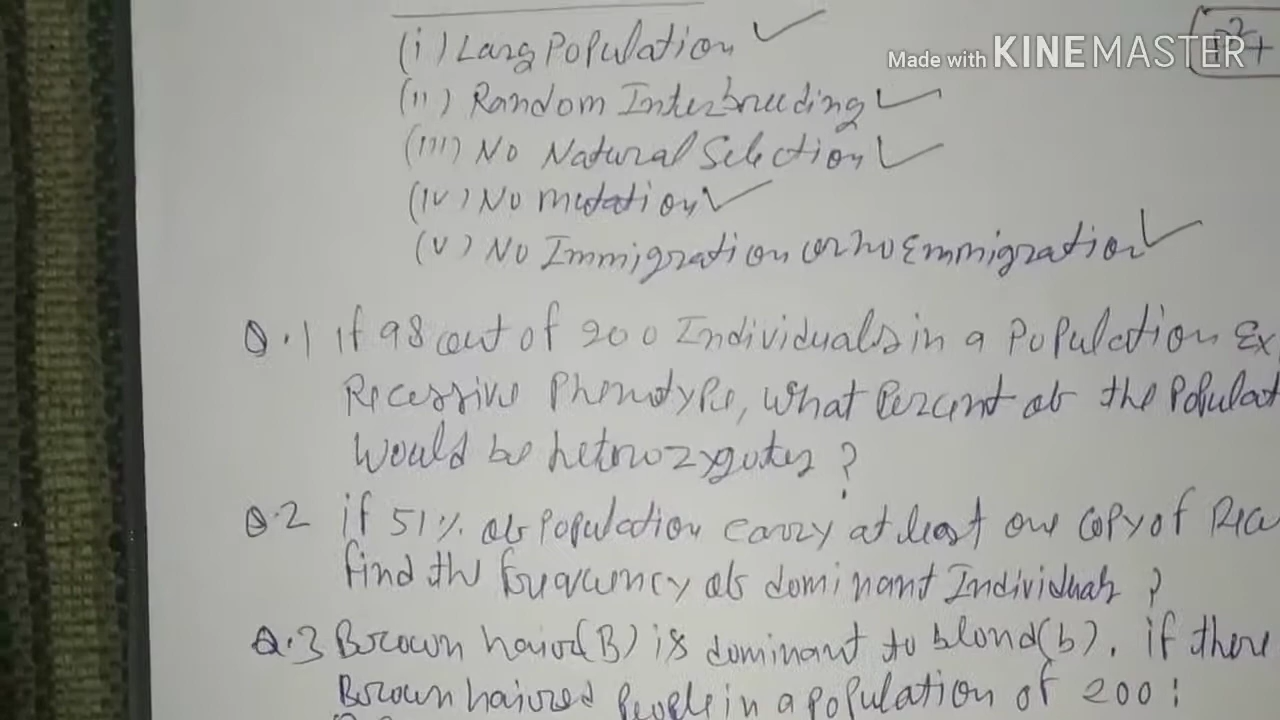 Made with KINEMASTER
(i) Larg Population
(ii) Random Interbreeding
(iii) No Natural Selection
(iv) No mutation
(v) No Immigration or no Emmigration
Q.1 if 98 out of 200 Individuals in a Population Ex
Recessive Phenotype, What Percent of the Populat
Would be hetrozygotes ?
Q.2 if 51% of Population carry at least one copy of Rece
find the frequency of dominant Individuals ?
Q.3 Brown hair(B) is dominant to blond(b). if there
Brown haired People in a population of 200 :